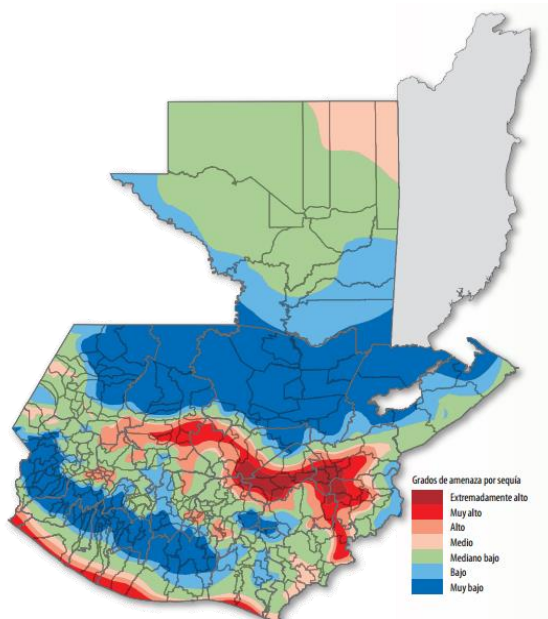 Grados de amenaza por sequía
Extremadamente alto
Muy alto
Alto
Medio
Mediano bajo
Bajo
Muy bajo